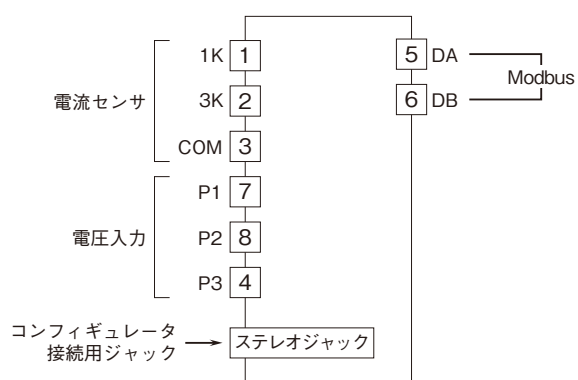 電流センサ
1K 1
3K 2
COM 3
電圧入力
P1 7
P2 8
P3 4
コンフィギュレータ
接続用ジャック
ステレオジャック
5 DA
6 DB
Modbus